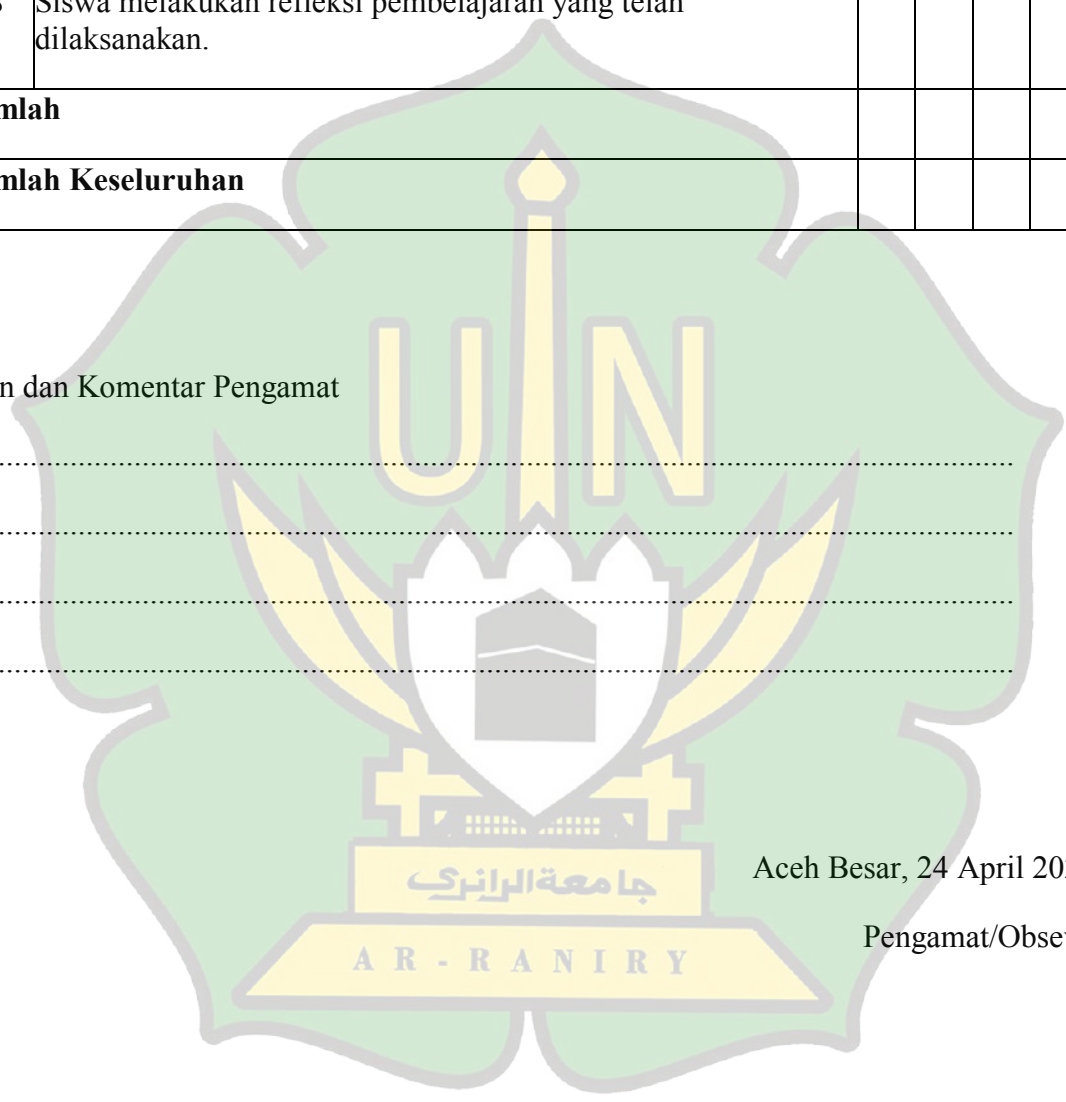 Siswa melakukan refleksi pembelajaran yang telah
dilaksanakan.
mlah
mlah Keseluruhan
UIN
n dan Komentar Pengamat
جامعة الرانري
Aceh Besar, 24 April 20
Pengamat/Obse
AR-RANIRY